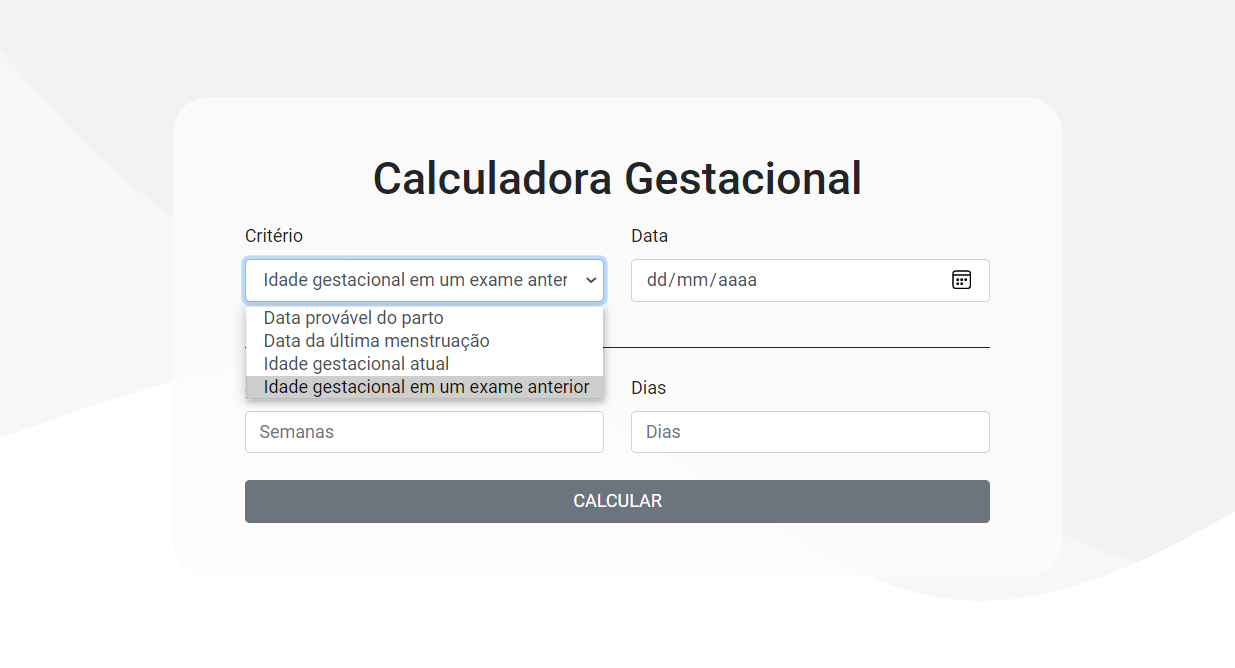 Calculadora Gestacional
Critério
Data
Idade gestacional em um exame anter
dd/mm/aaaa
Data provável do parto
Data da última menstruação
Idade gestacional atual
Idade gestacional em um exame anterior
Dias
Semanas
Dias
CALCULAR